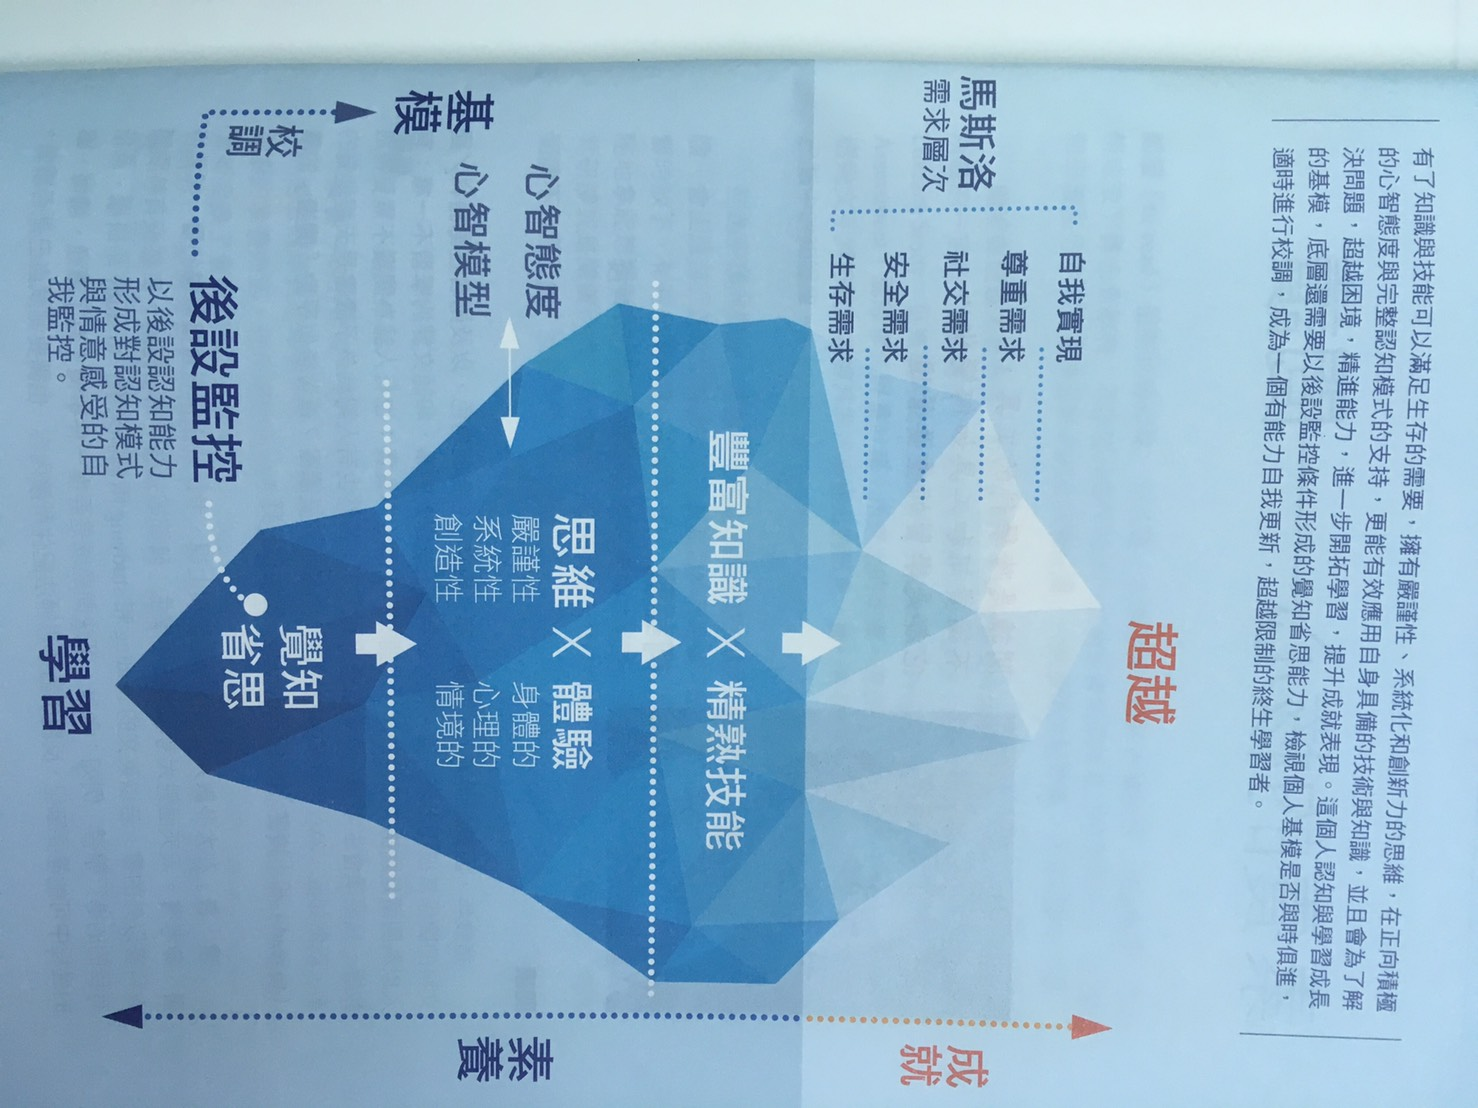 有了知識與技能可以滿足生存的需要，擁有嚴謹性、系統化和創新力的思維，在正向積極
的心智態度與完整認知模式的支持，更能有效應用自身具備的技術與知識，並且會為了解
決問題，超越困境，精進能力，進一步開拓學習，提升成就表現。這個人認知與學習成長
的基模，底層還需要以後設監控條件形成的覺知省思能力，檢視個人基模是否與時俱進，
適時進行校調，成為一個有能力自我更新，超越限制的終生學習者。
超越
馬斯洛
需求層次
自我實現
尊重需求
社交需求
安全需求
生存需求
成就
豐富知識 × 精熟技能
基模
心智態度
心智模型
思維 × 體驗
嚴謹性
系統性
創造性
身體的
心理的
情境的
素養
校調
後設監控
以後設認知能力
形成對認知模式
與情意感受的自
我監控。
覺知
省思
學習